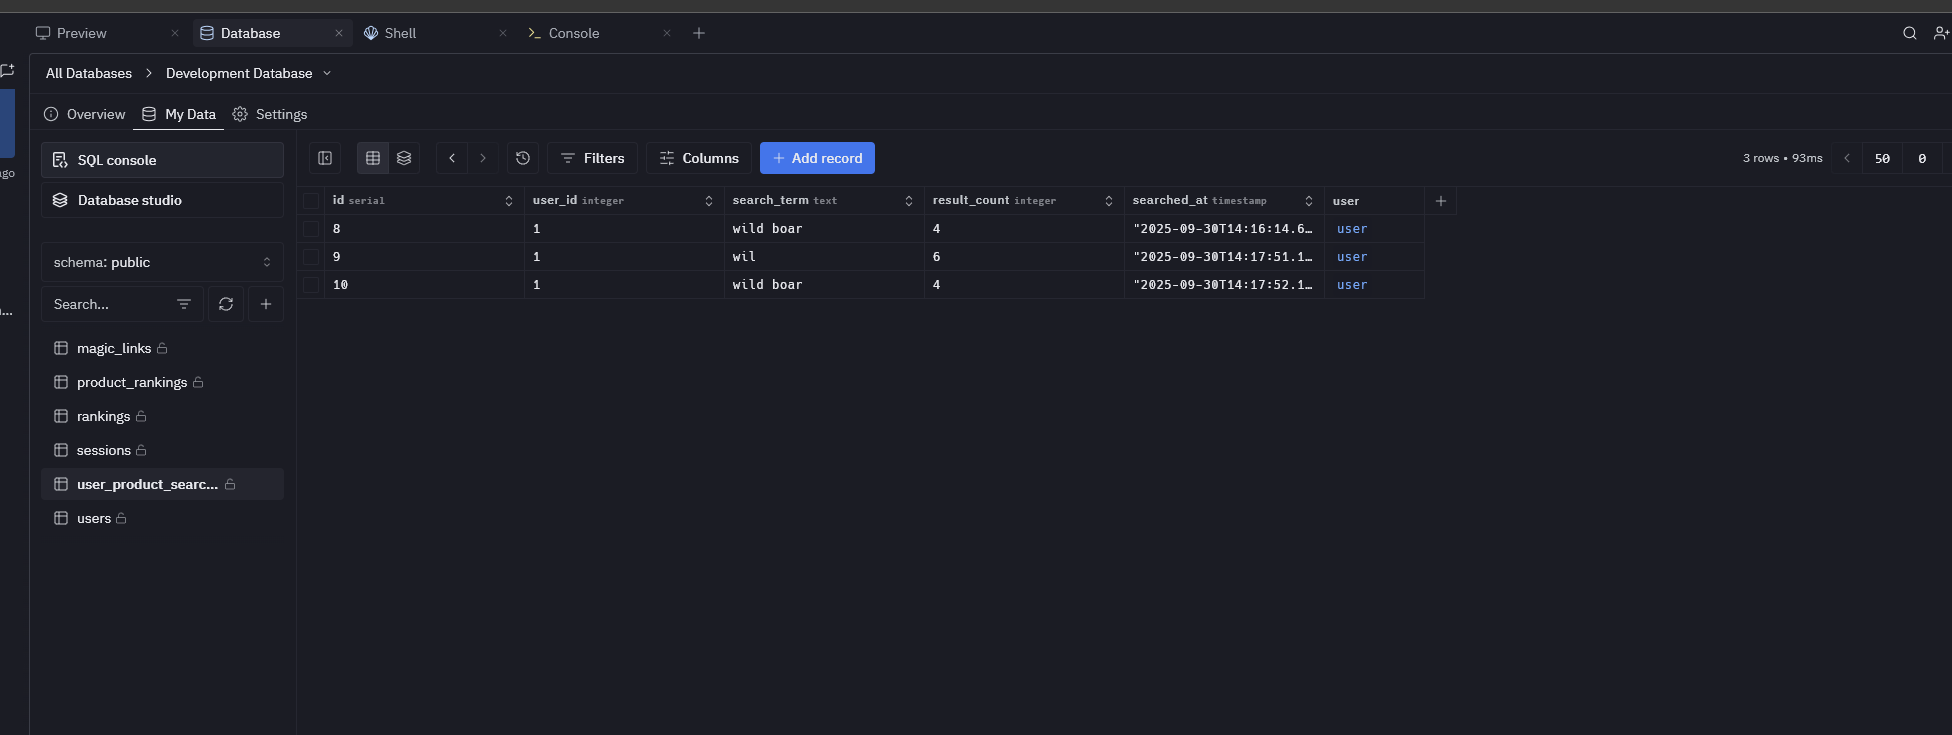 Preview
Database
Shell
Console
All Databases > Development Database
Overview
My Data
Settings
ago
SQL console
Database studio
schema: public
Search...
magic_links
product_rankings
rankings
sessions
user_product_searc...
users
Filters
Columns
+ Add record
3 rows • 93ms
50
0
id serial user_id integer search_term text result_count integer searched_at timestamp user
8 1 wild boar 4 "2025-09-30T14:16:14.6... user
9 1 wil 6 "2025-09-30T14:17:51.1... user
10 1 wild boar 4 "2025-09-30T14:17:52.1... user